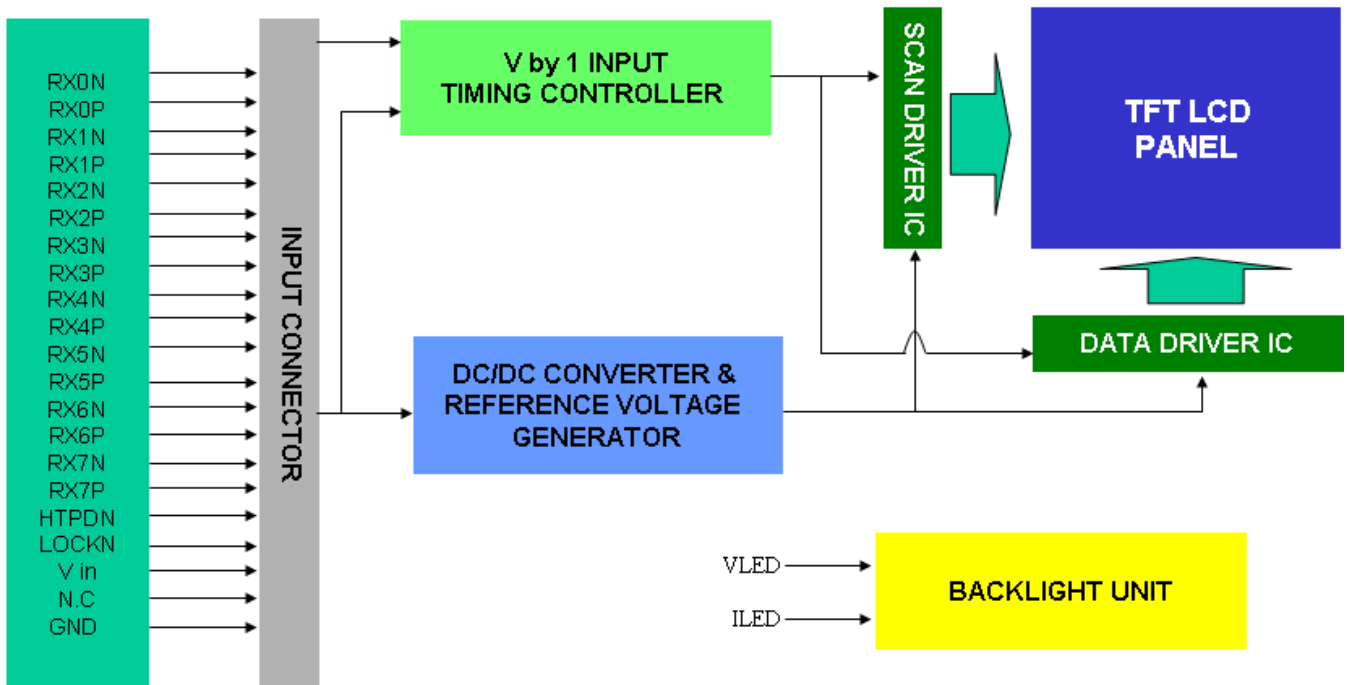 RX0N
RX0P
RX1N
RX1P
RX2N
RX2P
RX3N
RX3P
RX4N
RX4P
RX5N
RX5P
RX6N
RX6P
RX7N
RX7P
HTPDN
LOCKN
V in
N.C
GND
INPUT CONNECTOR
V by 1 INPUT
TIMING CONTROLLER
SCAN DRIVER IC
TFT LCD
PANEL
DATA DRIVER IC
DC/DC CONVERTER &
REFERENCE VOLTAGE
GENERATOR
VLED
ILED
BACKLIGHT UNIT